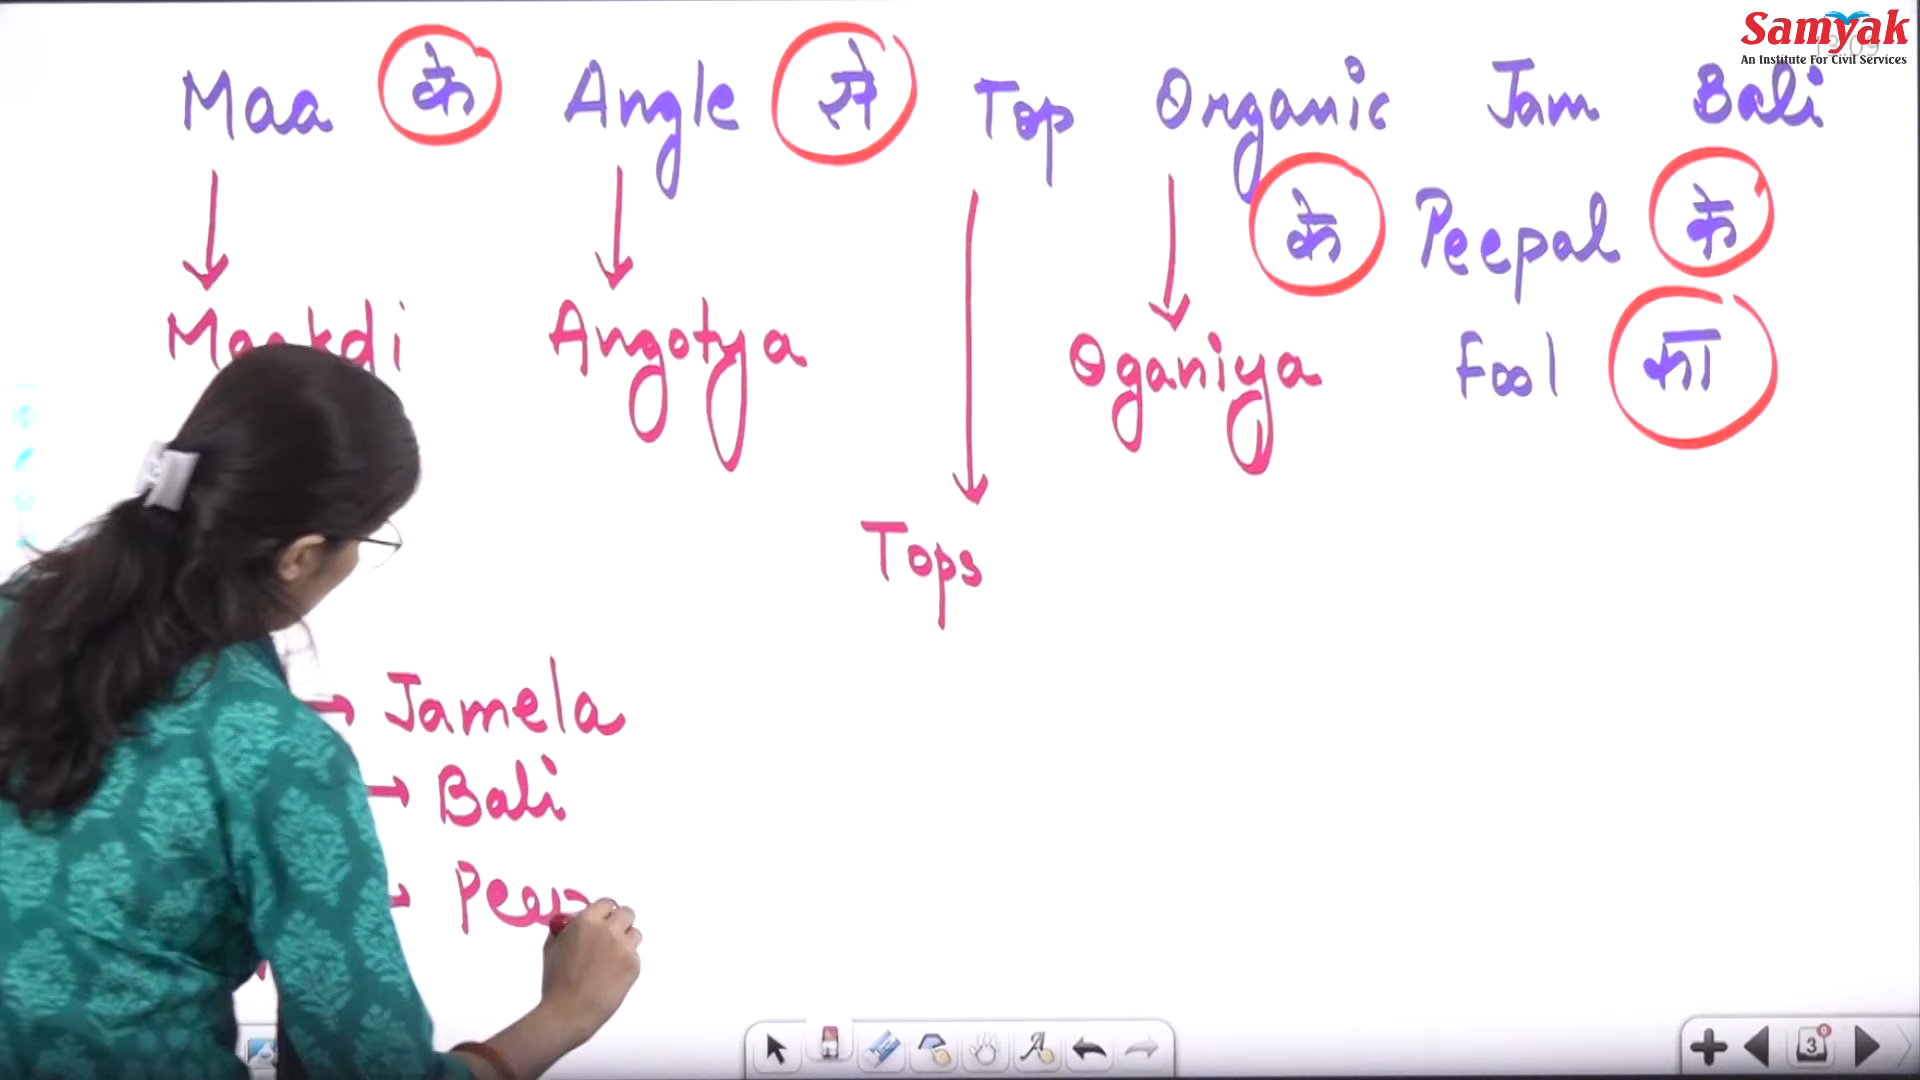 Samyak
An Institute For Civil Services
Maa के Angle से Top Organic Jam Bali
के Peepal के
Fool का
Angotya
Oganiya
Tops
Jamela
Bali
3